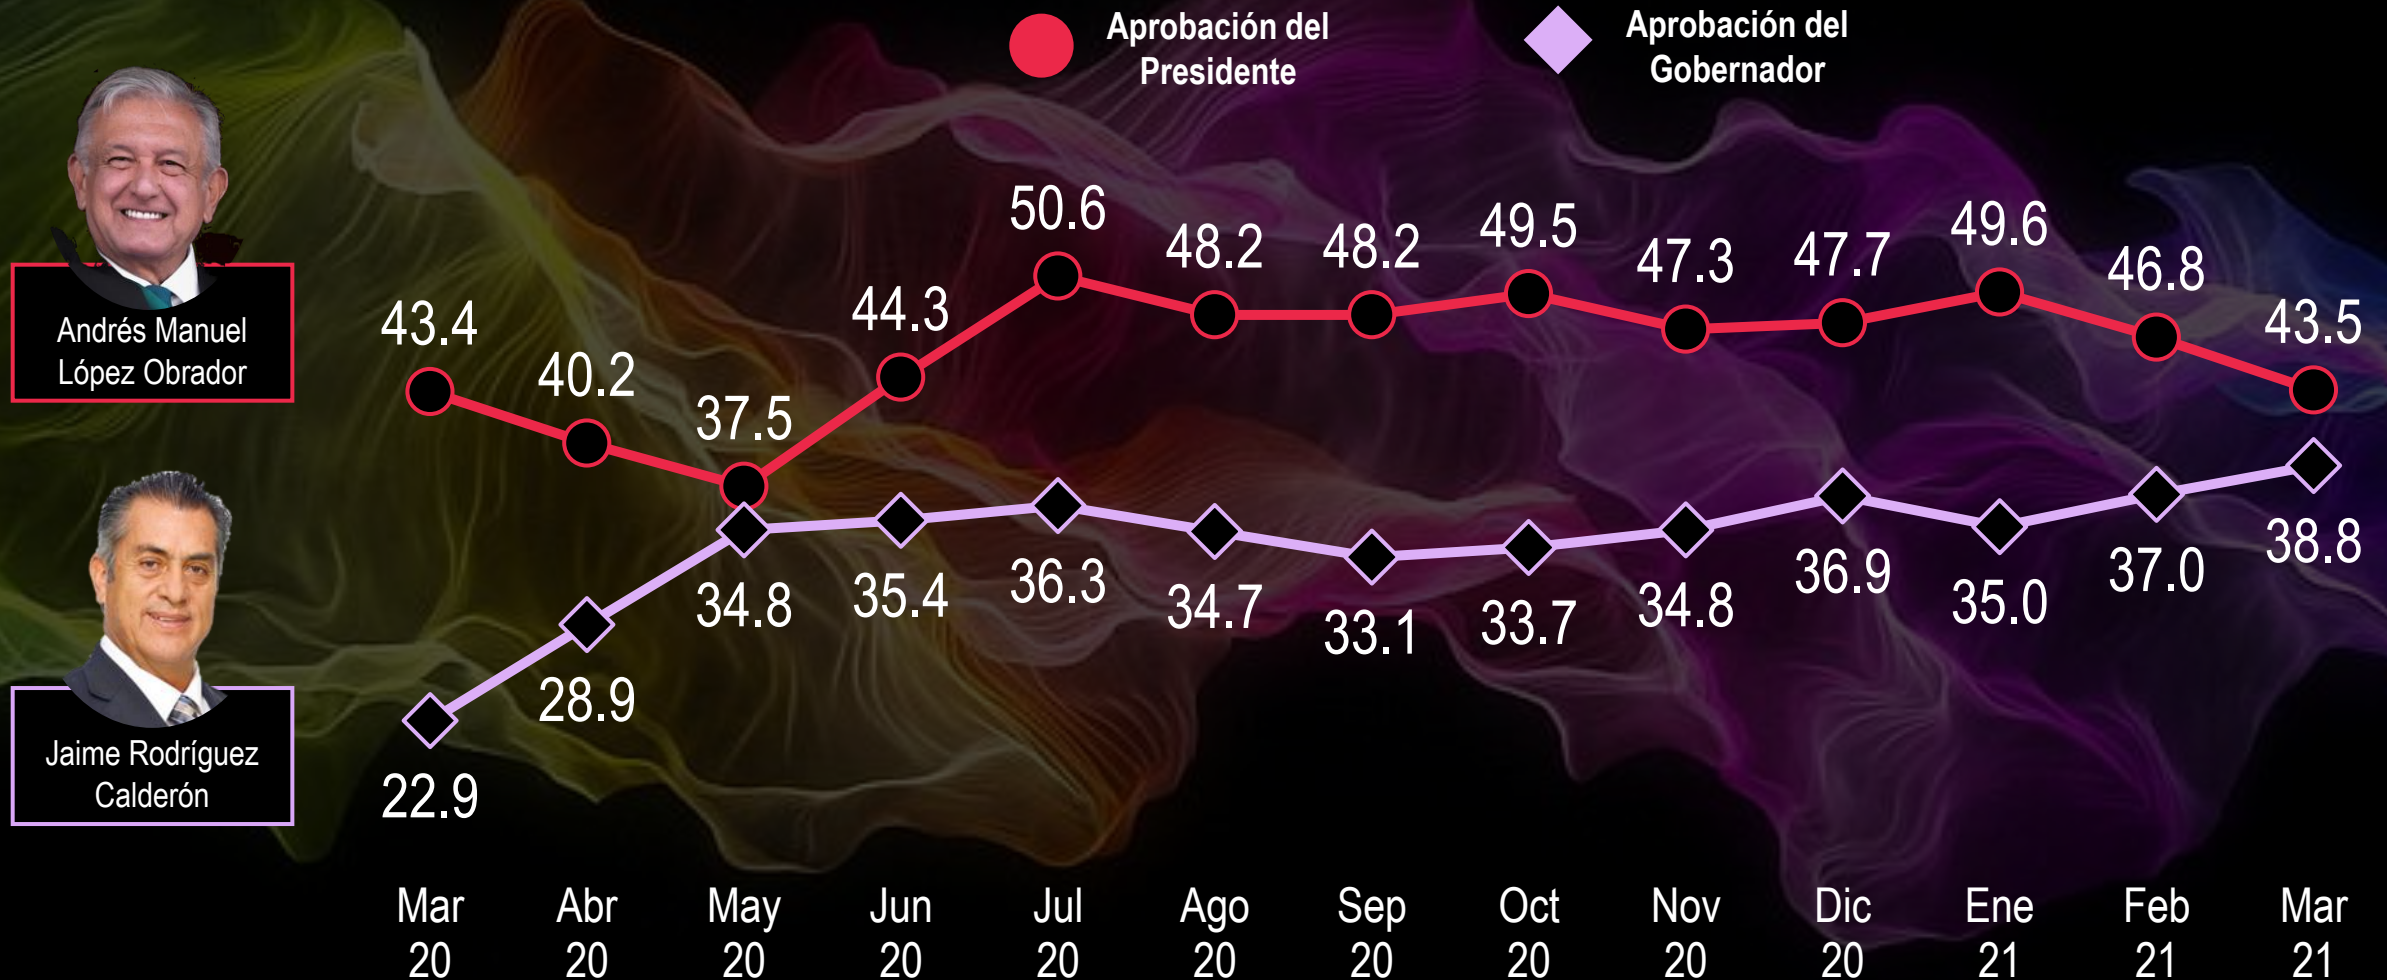 Aprobación del
Presidente
Aprobación del
Gobernador
Andrés Manuel
López Obrador
43.4 40.2 37.5 44.3 50.6 48.2 48.2 49.5 47.3 47.7 49.6 46.8 43.5
Jaime Rodríguez
Calderón
22.9 28.9 34.8 35.4 36.3 34.7 33.1 33.7 34.8 36.9 35.0 37.0 38.8
Mar Abr May Jun Jul Ago Sep Oct Nov Dic Ene Feb Mar
20 20 20 20 20 20 20 20 20 20 21 21 21